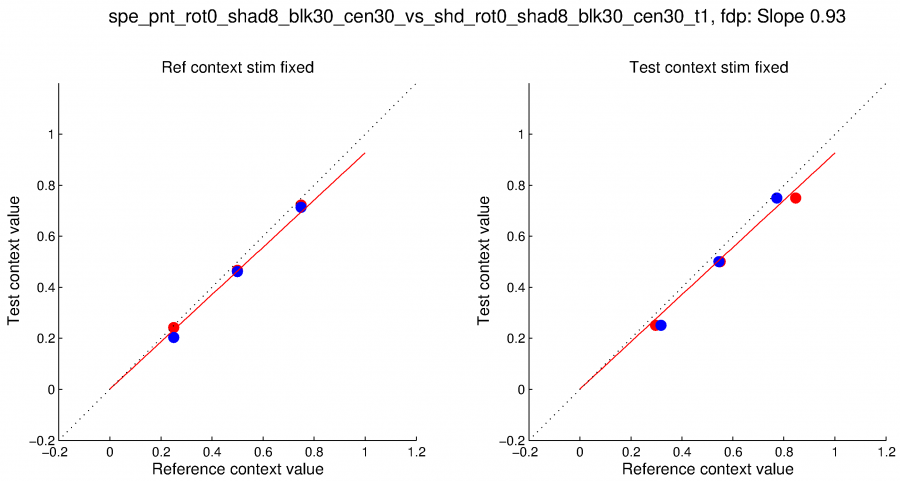 spe_pnt_rot0_shad8_blk30_cen30_vs_shd_rot0_shad8_blk30_cen30_t1, fdp: Slope 0.93
Ref context stim fixed
Test context value
1
0.8
0.6
0.4
0.2
0
−0.2
−0.2 0 0.2 0.4 0.6 0.8 1 1.2
Reference context value
Test context stim fixed
Test context value
1
0.8
0.6
0.4
0.2
0
−0.2
−0.2 0 0.2 0.4 0.6 0.8 1 1.2
Reference context value